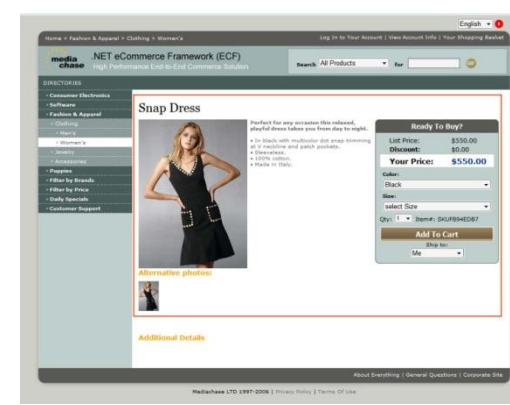 English
Home > Fashion & Apparel > Clothing > Women's
Log In to Your Account | View Account Info | Your Shopping Basket
media chase
.NET eCommerce Framework (ECF)
High Performance End-to-End Commerce Solution
Search All Products for
DIRECTORIES
• Consumer Electronics
• Software
• Fashion & Apparel
• Clothing
• Men's
• Women's
• Jewelry
• Accessories
• Puppies
• Filter by Brands
• Filter by Price
• Daily Specials
• Customer Support
Snap Dress
Perfect for any occasion this relaxed,
playful dress takes you from day to night.
• In black with multicolor dot snap trimming
at V neckline and patch pockets.
• Sleeveless.
• 100% cotton.
• Made in Italy.
Alternative photos:
Additional Details
Ready To Buy?
List Price: $550.00
Discount: $0.00
Your Price: $550.00
Color:
Black
Size:
select Size
Qty: 1 Item#: SKUFB94EDB7
Add To Cart
Ship to:
Me
About Everything | General Questions | Corporate Site
Mediachase LTD 1997-2006 | Privacy Policy | Terms Of Use